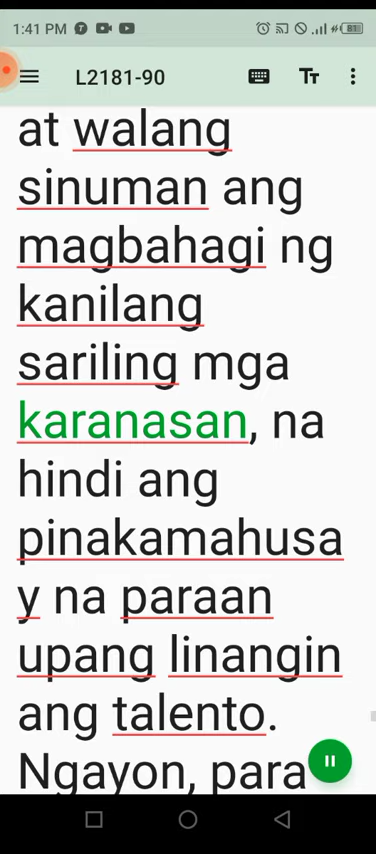 1:41 PM
81
L2181-90
at walang
sinuman ang
magbahagi ng
kanilang
sariling mga
karanasan, na
hindi ang
pinakamahusa
y na paraan
upang linangin
ang talento.
Ngayon, para